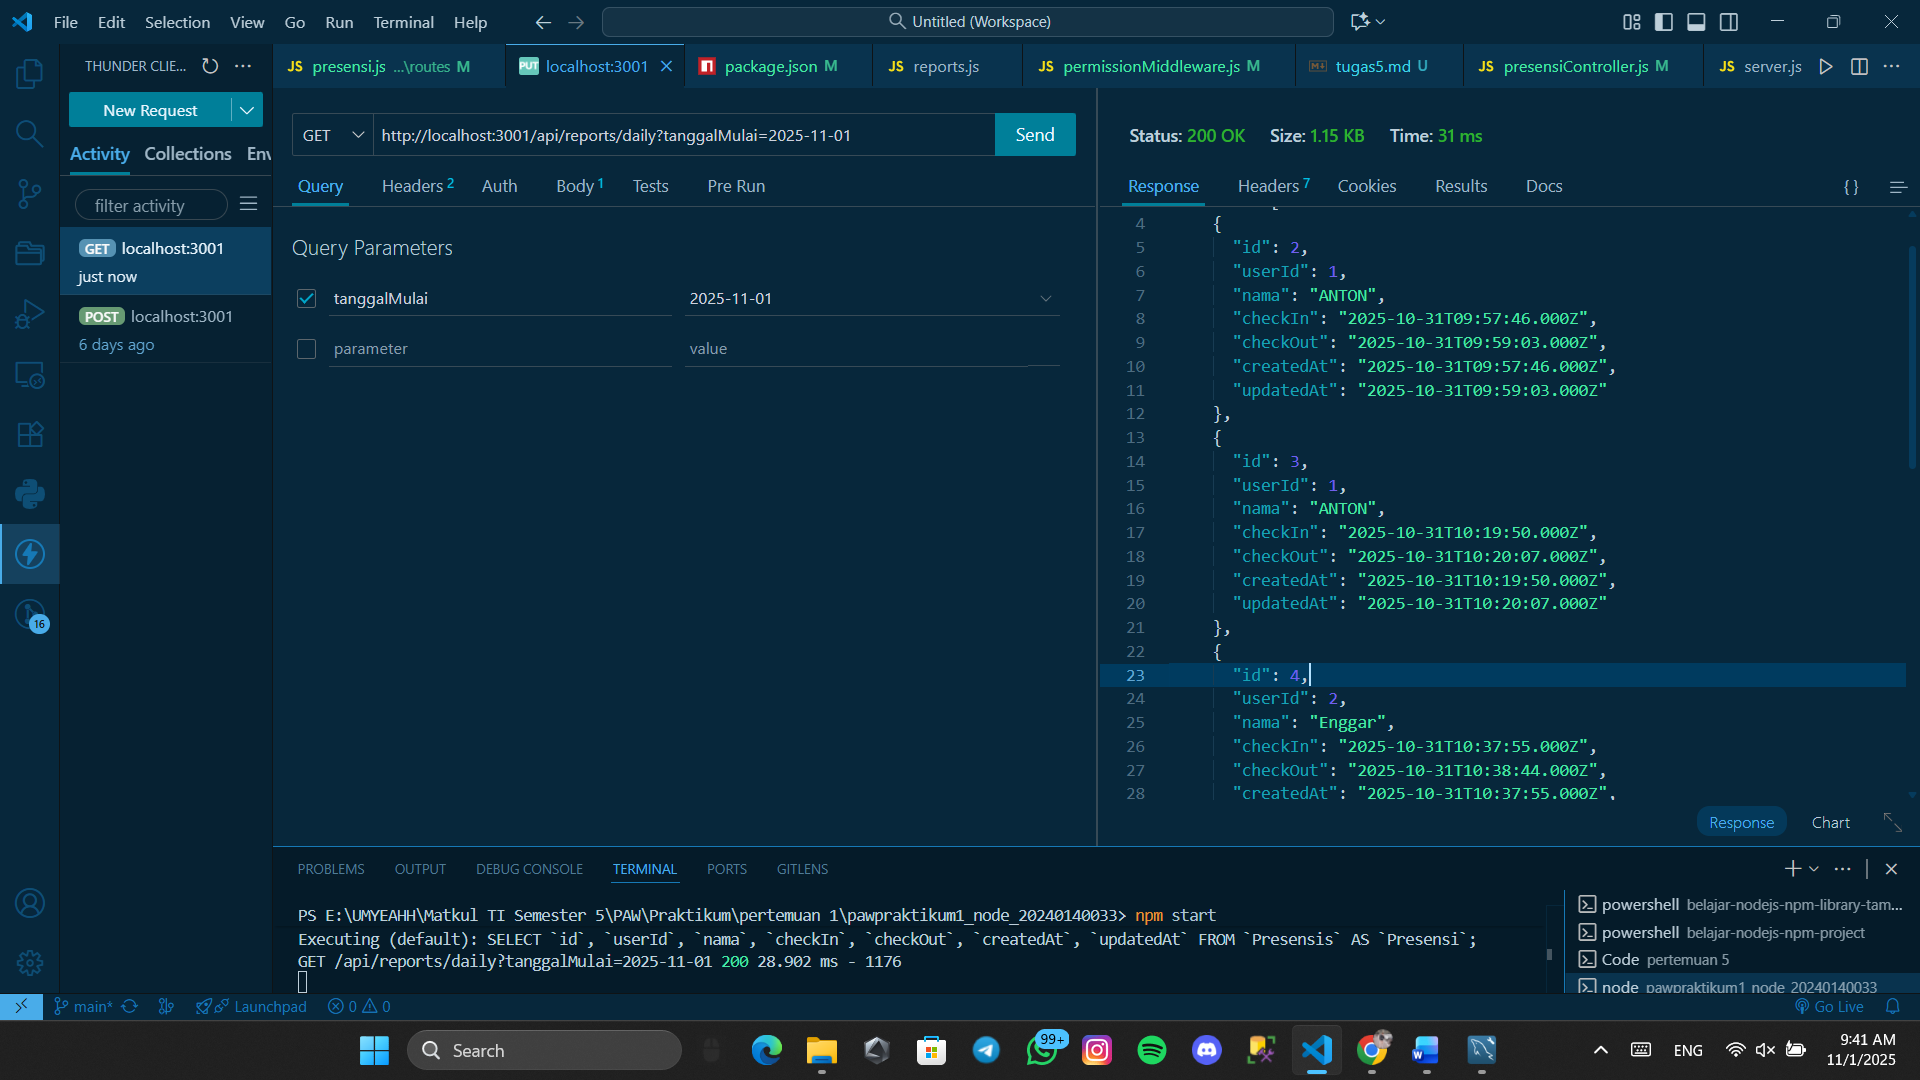 File Edit Selection View Go Run Terminal Help
Untitled (Workspace)
THUNDER CLIE...
JS presensi.js ...\routes M
PUT localhost:3001
package.json M
JS reports.js
JS permissionMiddleware.js M
tugas5.md U
JS presensiController.js M
JS server.js
New Request
Activity Collections Env
filter activity
GET localhost:3001
just now
POST localhost:3001
6 days ago
16
GET http://localhost:3001/api/reports/daily?tanggalMulai=2025-11-01 Send
Query Headers 2 Auth Body 1 Tests Pre Run
Query Parameters
tanggalMulai 2025-11-01
parameter value
Status: 200 OK Size: 1.15 KB Time: 31 ms
Response Headers 7 Cookies Results Docs {}
4 {
5 "id": 2,
6 "userId": 1,
7 "nama": "ANTON",
8 "checkIn": "2025-10-31T09:57:46.000Z",
9 "checkOut": "2025-10-31T09:59:03.000Z",
10 "createdAt": "2025-10-31T09:57:46.000Z",
11 "updatedAt": "2025-10-31T09:59:03.000Z"
12 },
13 {
14 "id": 3,
15 "userId": 1,
16 "nama": "ANTON",
17 "checkIn": "2025-10-31T10:19:50.000Z",
18 "checkOut": "2025-10-31T10:20:07.000Z",
19 "createdAt": "2025-10-31T10:19:50.000Z",
20 "updatedAt": "2025-10-31T10:20:07.000Z"
21 },
22 {
23 "id": 4,
24 "userId": 2,
25 "nama": "Enggar",
26 "checkIn": "2025-10-31T10:37:55.000Z",
27 "checkOut": "2025-10-31T10:38:44.000Z",
28 "createdAt": "2025-10-31T10:37:55.000Z",
Response Chart
PROBLEMS OUTPUT DEBUG CONSOLE TERMINAL PORTS GITLENS
PS E:\UMYEAHH\Matkul TI Semester 5\PAW\Praktikum\pertemuan 1\pawpraktikum1_node_20240140033> npm start
Executing (default): SELECT `id`, `userId`, `nama`, `checkIn`, `checkOut`, `createdAt`, `updatedAt` FROM `Presensis` AS `Presensi`;
GET /api/reports/daily?tanggalMulai=2025-11-01 200 28.902 ms - 1176
powershell belajar-nodejs-npm-library-tam...
powershell belajar-nodejs-npm-project
Code pertemuan 5
node pawpraktikum1_node_20240140033
main* Launchpad 0 0 Go Live
Search
99+
ENG
9:41 AM
11/1/2025